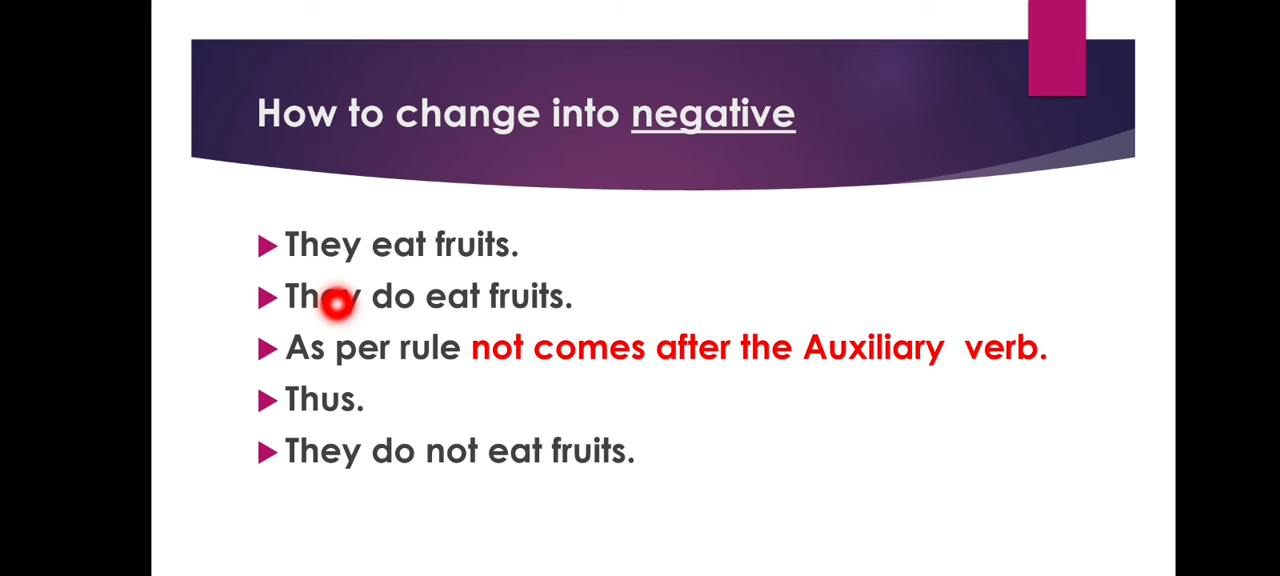 How to change into negative
They eat fruits.
They do eat fruits.
As per rule not comes after the Auxiliary verb.
Thus.
They do not eat fruits.